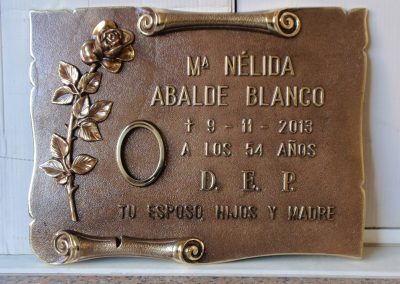 Mª NÉLIDA
ABALDE BLANCO
✝ 9 - 11 - 2013
A LOS 54 AÑOS
D. E. P.
TU ESPOSO, HIJOS Y MADRE